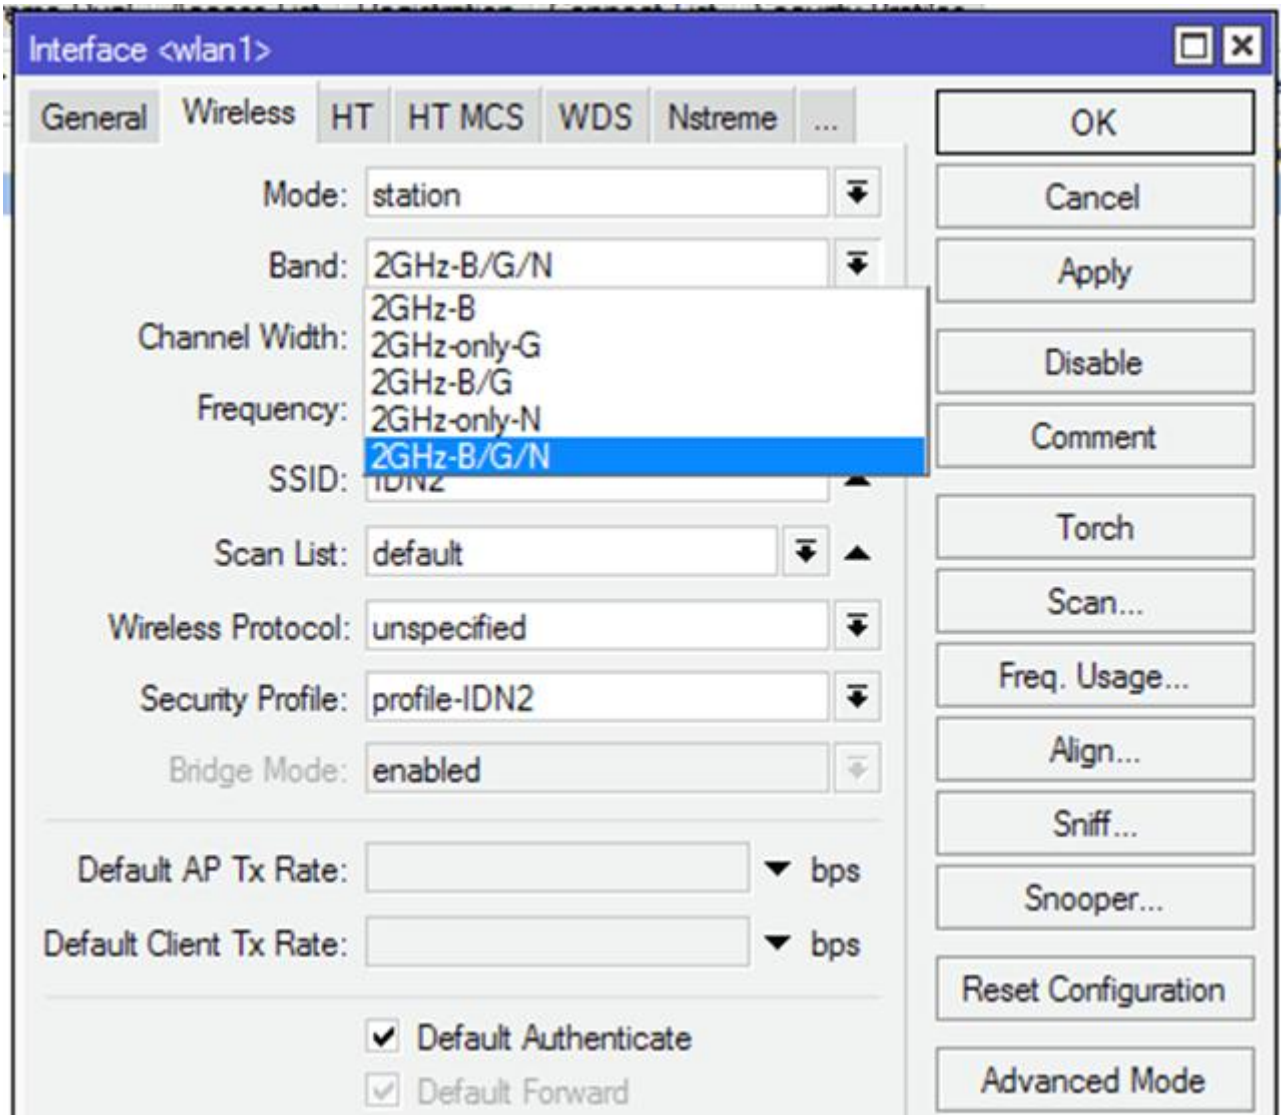 Interface <wlan1>
General Wireless HT HT MCS WDS Nstreme ...
Mode: station
Band: 2GHz-B/G/N
2GHz-B
Channel Width: 2GHz-only-G
2GHz-B/G
Frequency: 2GHz-only-N
2GHz-B/G/N
SSID: IDN2
Scan List: default
Wireless Protocol: unspecified
Security Profile: profile-IDN2
Bridge Mode: enabled
Default AP Tx Rate: bps
Default Client Tx Rate: bps
Default Authenticate
Default Forward
OK
Cancel
Apply
Disable
Comment
Torch
Scan...
Freq. Usage...
Align...
Sniff...
Snooper...
Reset Configuration
Advanced Mode